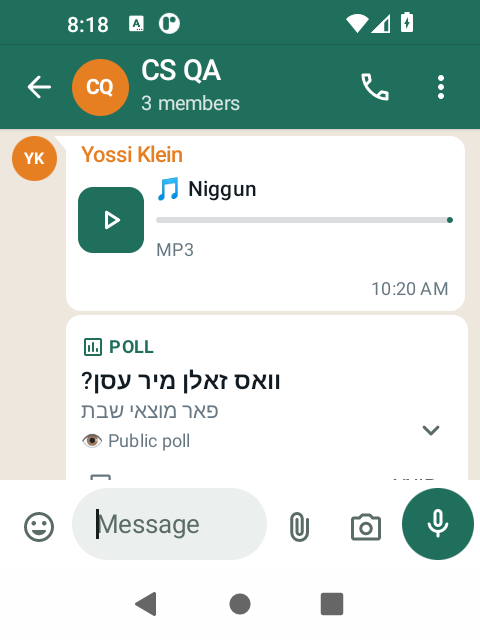 8:18
CS QA
3 members
CQ
YK
Yossi Klein
🎵 Niggun
MP3
10:20 AM
POLL
וואס זאלן מיר עסן?
פאר מוצאי שבת
👁️ Public poll
Message